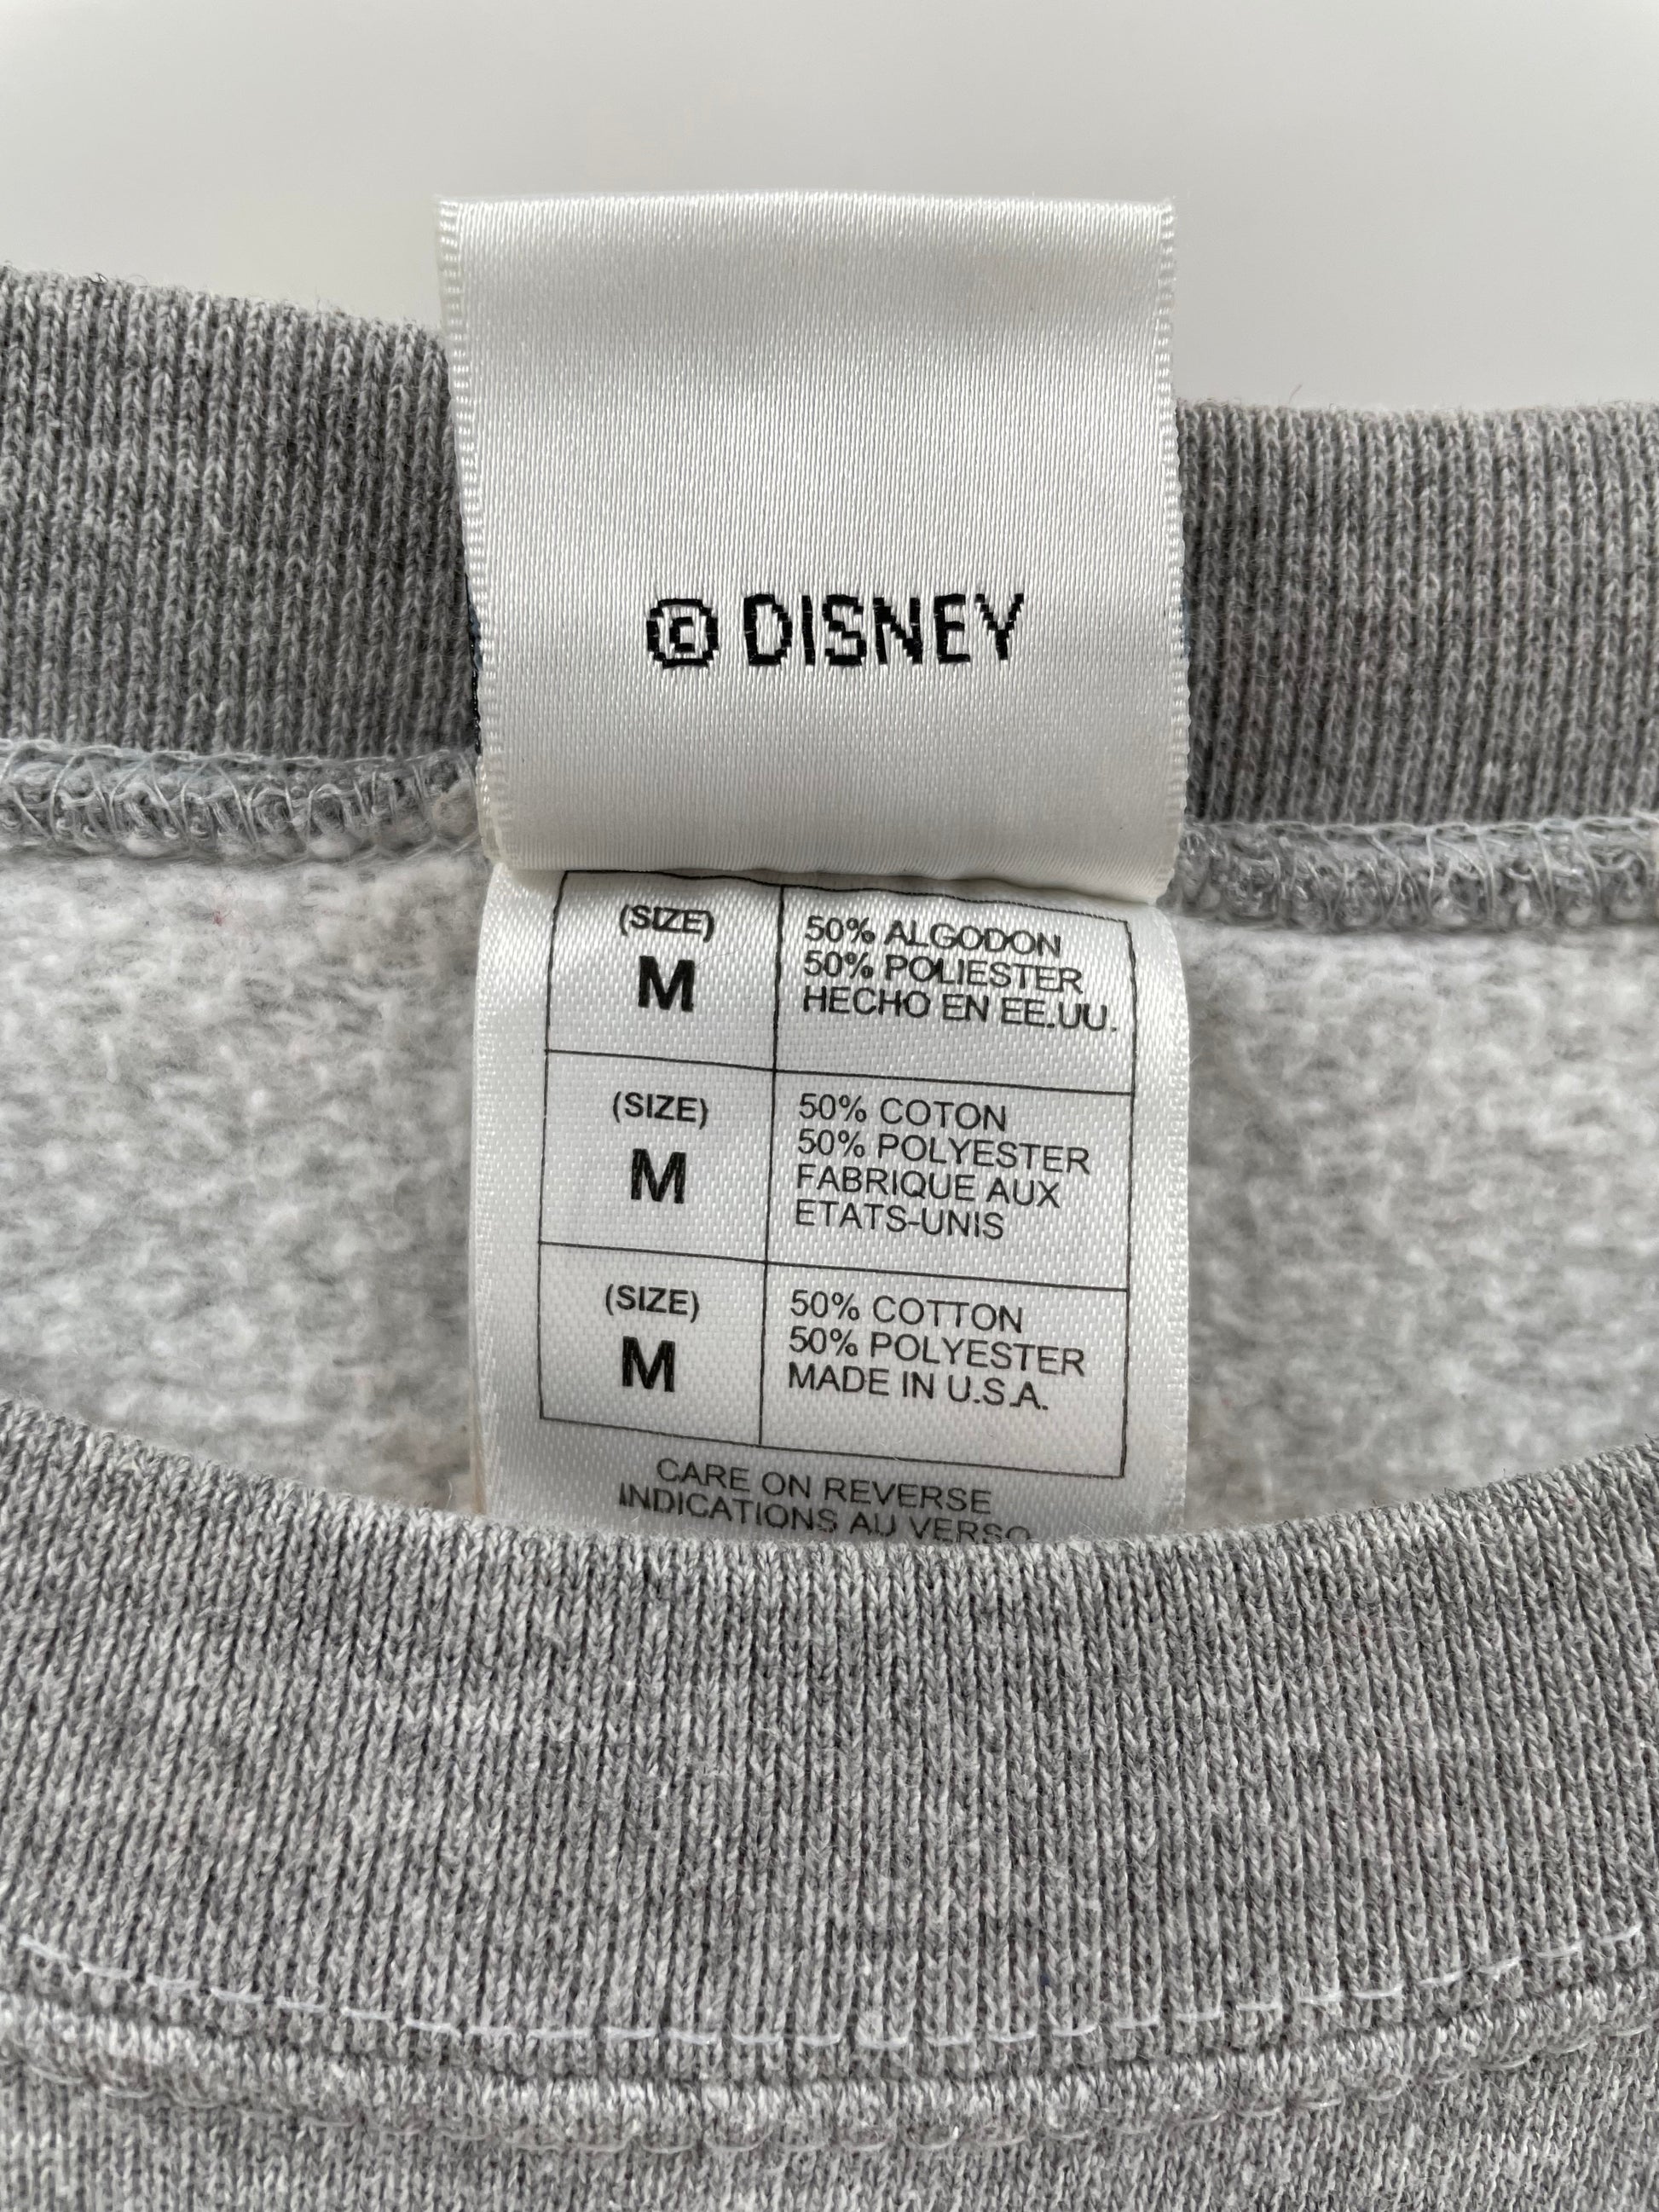 © DISNEY
(SIZE)
M
50% ALGODON
50% POLIESTER
HECHO EN EE.UU.
(SIZE)
M
50% COTON
50% POLYESTER
FABRIQUE AUX
ETATS-UNIS
(SIZE)
M
50% COTTON
50% POLYESTER
MADE IN U.S.A.
CARE ON REVERSE
INDICATIONS AU VERSO